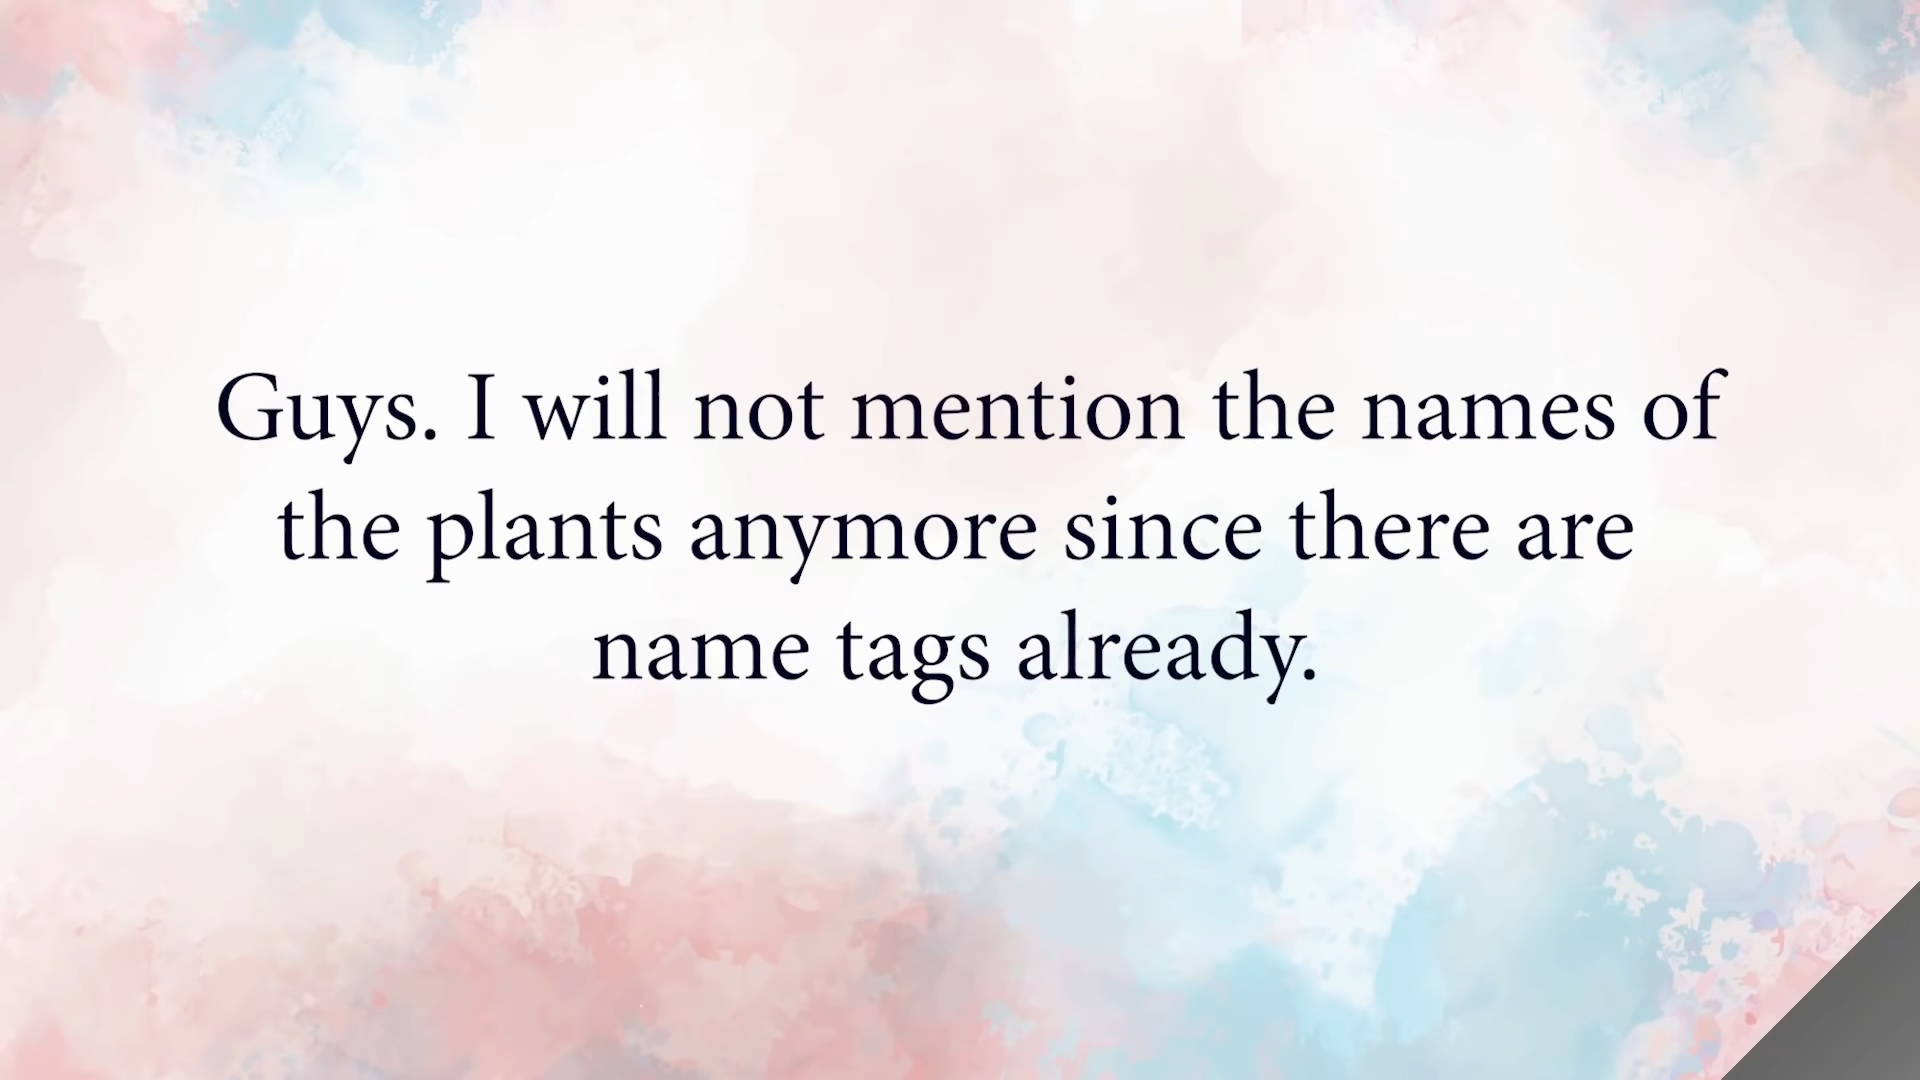 Guys. I will not mention the names of
the plants anymore since there are
name tags already.